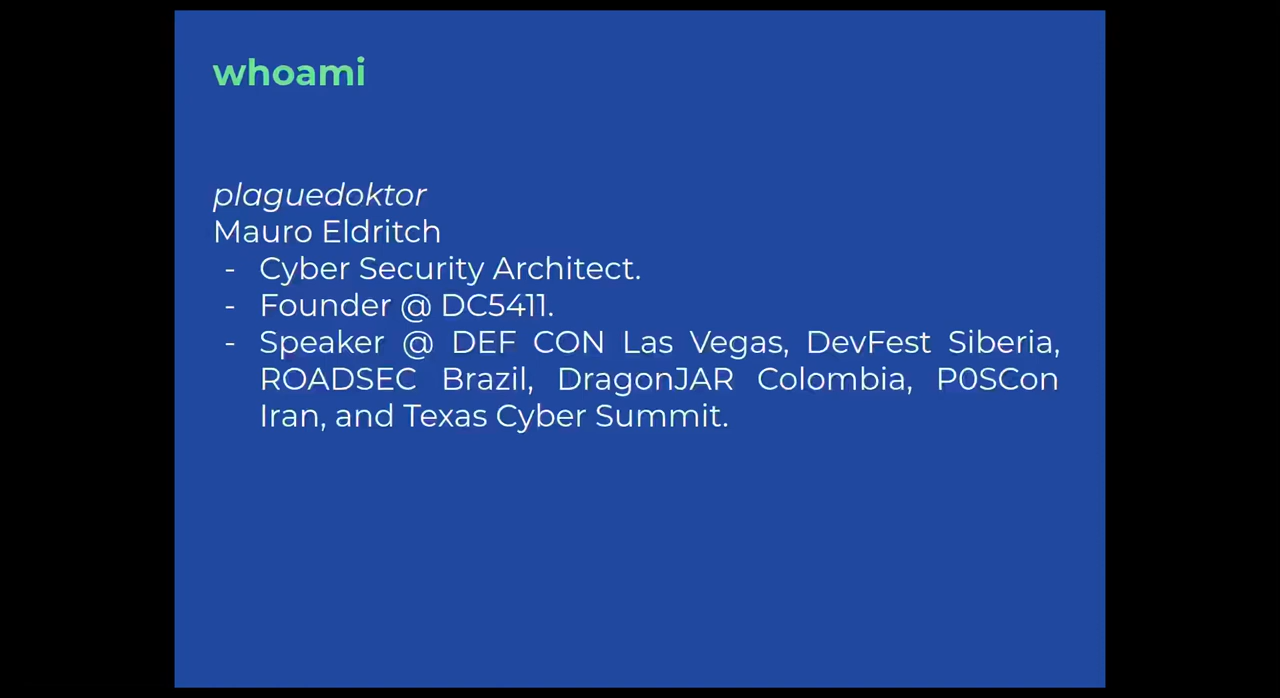 whoami
plaguedoktor
Mauro Eldritch
- Cyber Security Architect.
- Founder @ DC5411.
- Speaker @ DEF CON Las Vegas, DevFest Siberia,
ROADSEC Brazil, DragonJAR Colombia, P0SCon
Iran, and Texas Cyber Summit.